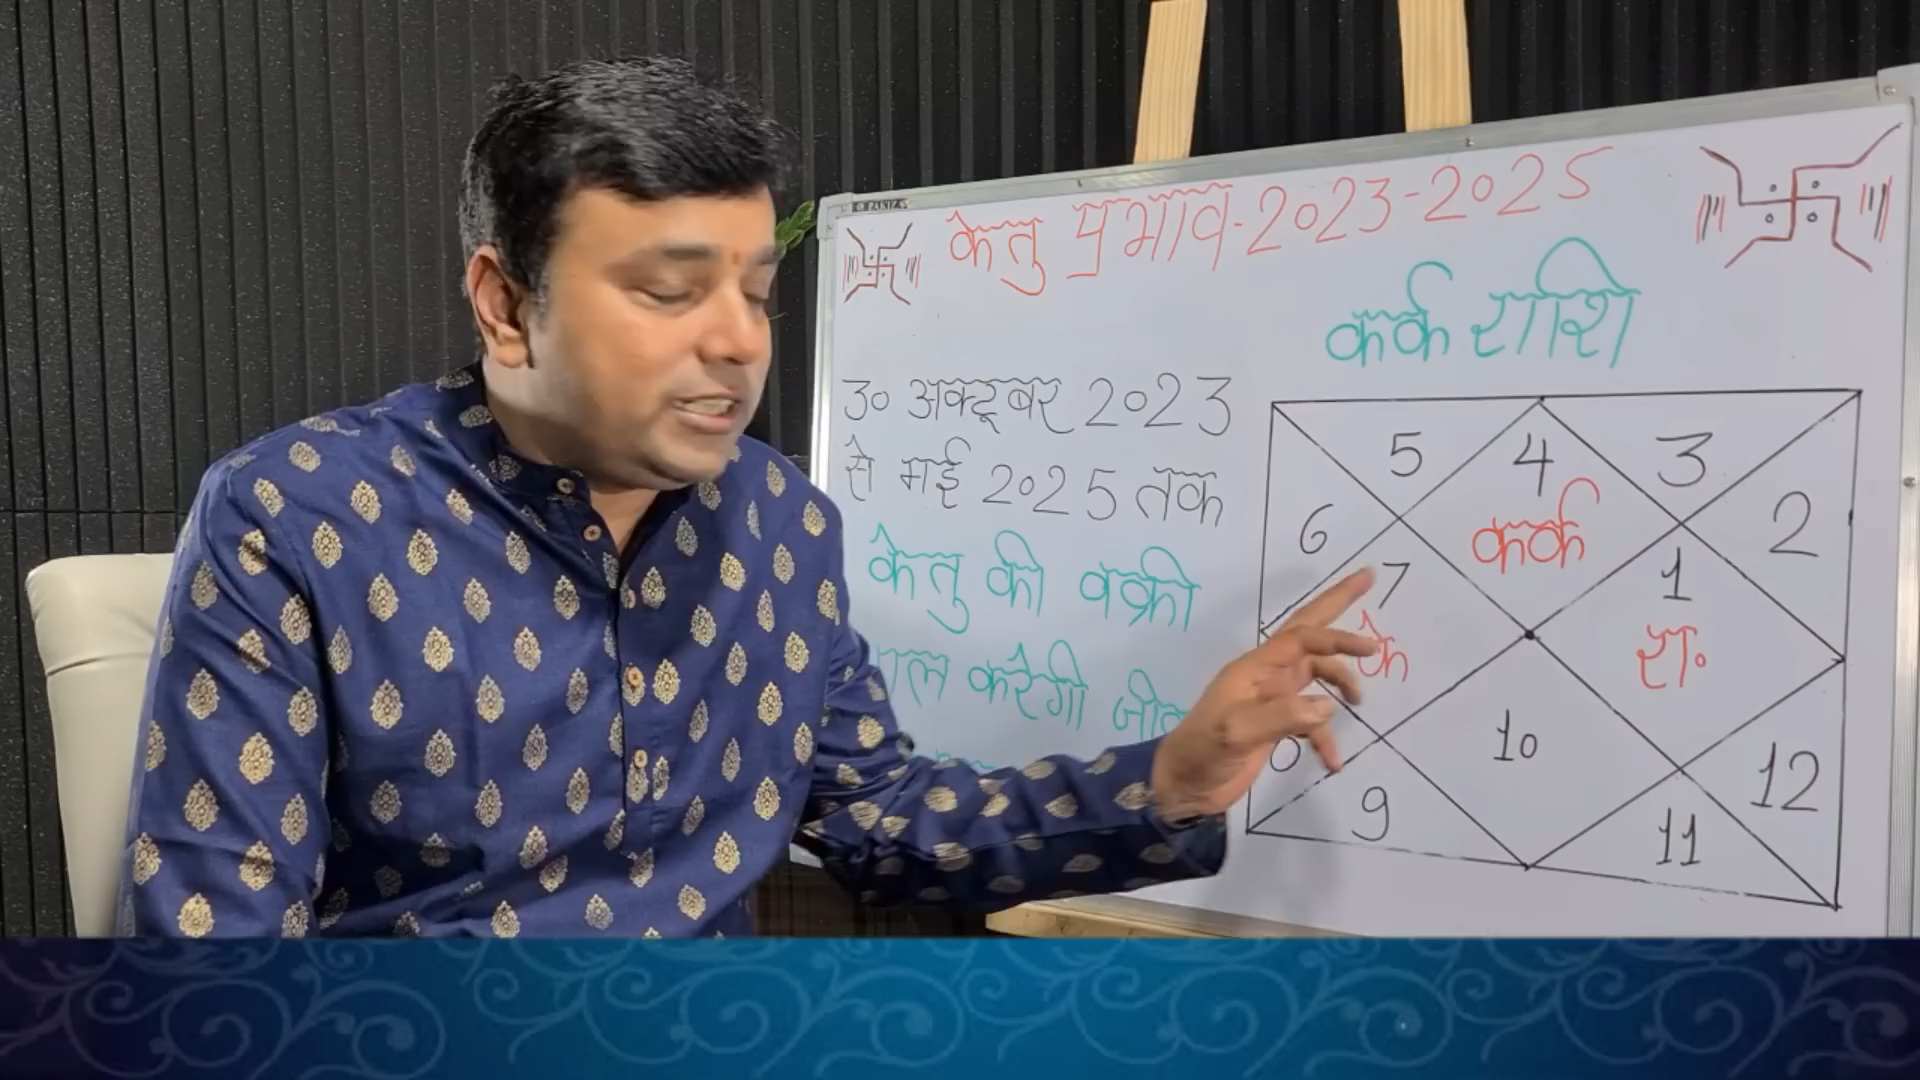 केतु प्रभाव-2023-2025
कर्क राशि
30 अक्टूबर 2023
से मई 2025 तक
केतु की वक्री
करेगी
5 4 3
6 कर्क 2
7 1
के रा.
10
12
9 11